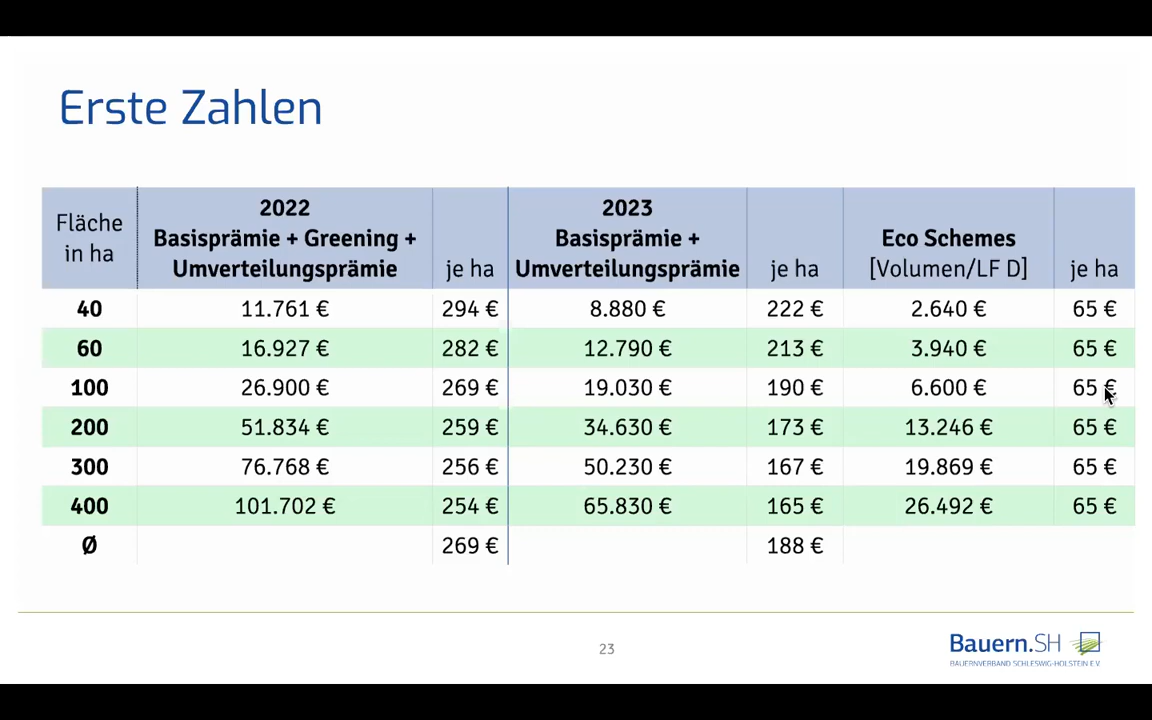 Erste Zahlen
Fläche in ha | 2022 Basisprämie + Greening + Umverteilungsprämie | je ha | 2023 Basisprämie + Umverteilungsprämie | je ha | Eco Schemes [Volumen/LF D] | je ha
40 | 11.761 € | 294 € | 8.880 € | 222 € | 2.640 € | 65 €
60 | 16.927 € | 282 € | 12.790 € | 213 € | 3.940 € | 65 €
100 | 26.900 € | 269 € | 19.030 € | 190 € | 6.600 € | 65 €
200 | 51.834 € | 259 € | 34.630 € | 173 € | 13.246 € | 65 €
300 | 76.768 € | 256 € | 50.230 € | 167 € | 19.869 € | 65 €
400 | 101.702 € | 254 € | 65.830 € | 165 € | 26.492 € | 65 €
Ø | 269 € | 188 €
23
Bauern.SH
BAUERNVERBAND SCHLESWIG-HOLSTEIN E.V.